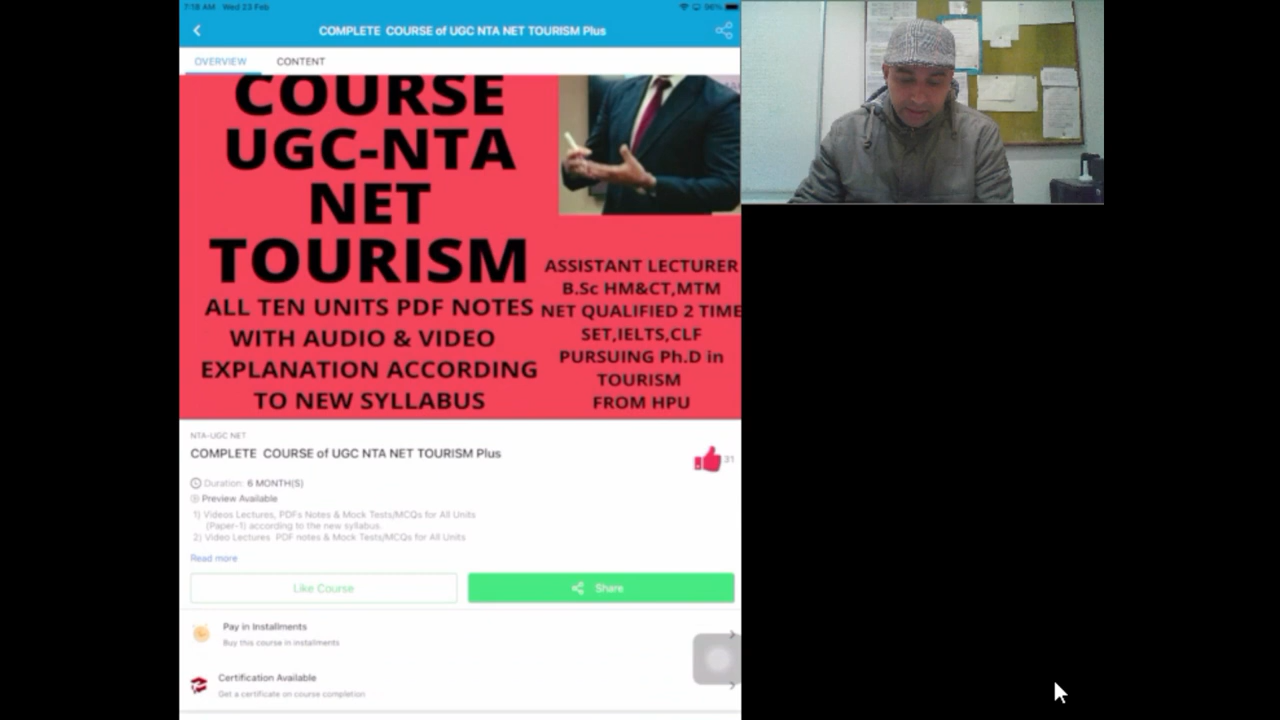 7:18 AM Wed 23 Feb
96%
COMPLETE COURSE of UGC NTA NET TOURISM Plus
OVERVIEW CONTENT
COURSE
UGC-NTA
NET
TOURISM
ALL TEN UNITS PDF NOTES
WITH AUDIO & VIDEO
EXPLANATION ACCORDING
TO NEW SYLLABUS
ASSISTANT LECTURER
B.Sc HM&CT,MTM
NET QUALIFIED 2 TIME
SET,IELTS,CLF
PURSUING Ph.D in
TOURISM
FROM HPU
NTA-UGC NET
COMPLETE COURSE of UGC NTA NET TOURISM Plus
31
Duration: 6 MONTH(S)
Preview Available
1) Videos Lectures, PDFs Notes & Mock Tests/MCQs for All Units
(Paper-1) according to the new syllabus.
2) Video Lectures PDF notes & Mock Tests/MCQs for All Units
Read more
Like Course
Share
Pay in Installments
Buy this course in installments
Certification Available
Get a certificate on course completion